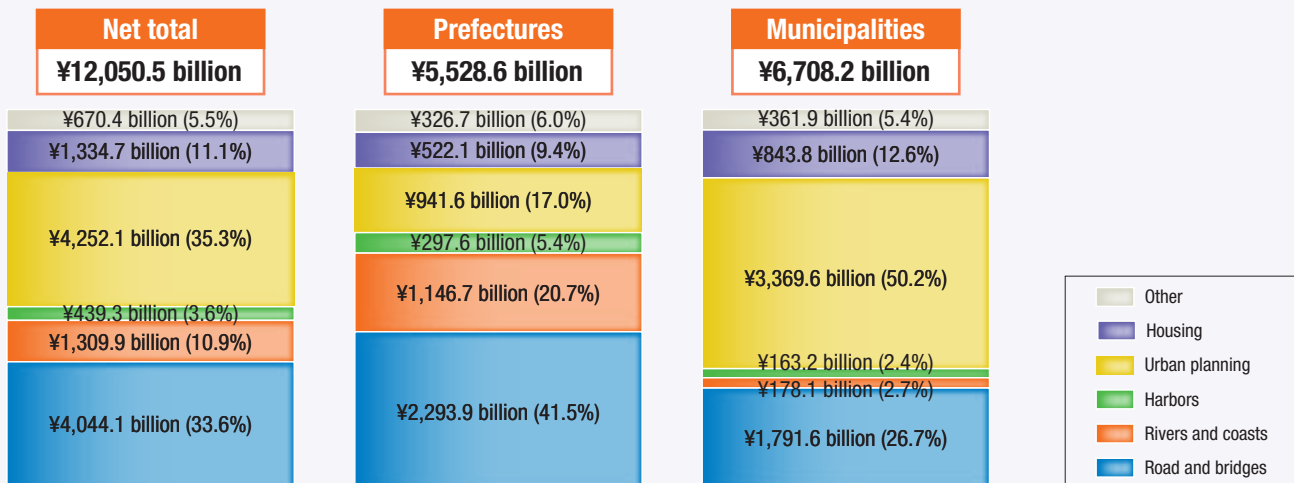 Net total
¥12,050.5 billion
¥670.4 billion (5.5%)
¥1,334.7 billion (11.1%)
¥4,252.1 billion (35.3%)
¥439.3 billion (3.6%)
¥1,309.9 billion (10.9%)
¥4,044.1 billion (33.6%)
Prefectures
¥5,528.6 billion
¥326.7 billion (6.0%)
¥522.1 billion (9.4%)
¥941.6 billion (17.0%)
¥297.6 billion (5.4%)
¥1,146.7 billion (20.7%)
¥2,293.9 billion (41.5%)
Municipalities
¥6,708.2 billion
¥361.9 billion (5.4%)
¥843.8 billion (12.6%)
¥3,369.6 billion (50.2%)
¥163.2 billion (2.4%)
¥178.1 billion (2.7%)
¥1,791.6 billion (26.7%)
Other
Housing
Urban planning
Harbors
Rivers and coasts
Road and bridges